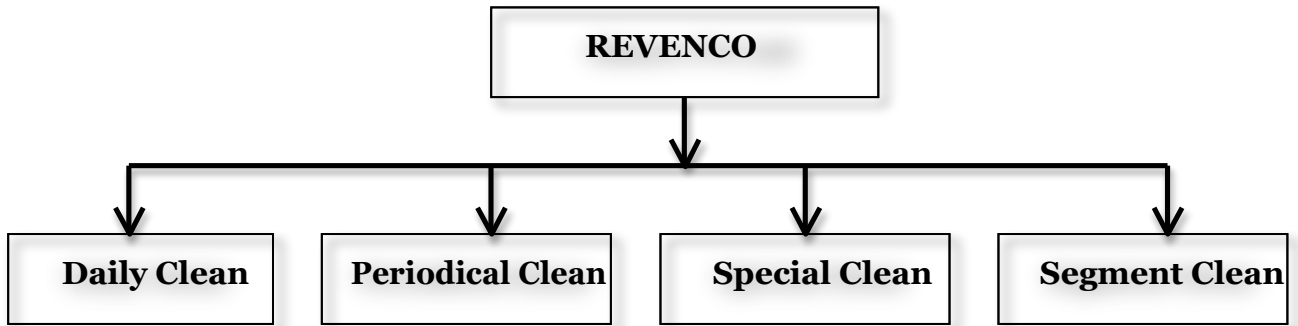 REVENCO
Daily Clean
Periodical Clean
Special Clean
Segment Clean